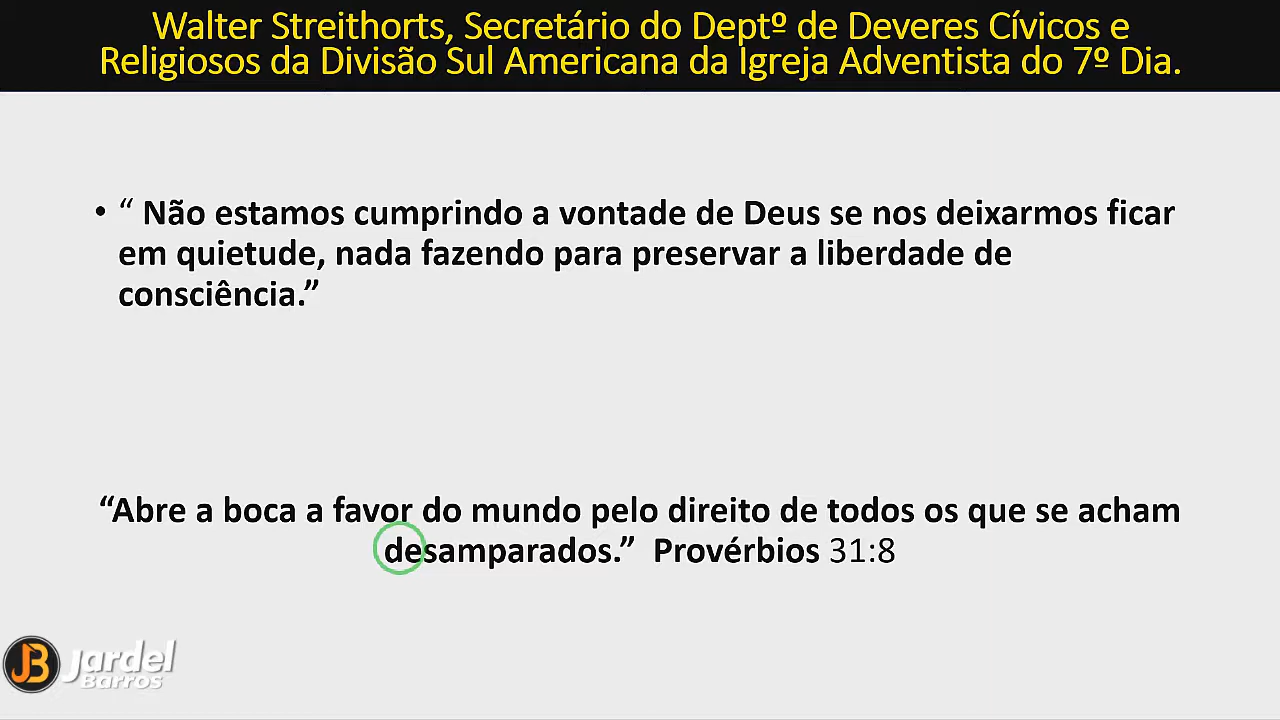 Walter Streithorts, Secretário do Deptº de Deveres Cívicos e
Religiosos da Divisão Sul Americana da Igreja Adventista do 7º Dia.
• “ Não estamos cumprindo a vontade de Deus se nos deixarmos ficar
em quietude, nada fazendo para preservar a liberdade de
consciência.”
“Abre a boca a favor do mundo pelo direito de todos os que se acham
desamparados.” Provérbios 31:8
JB Jardel
Barros